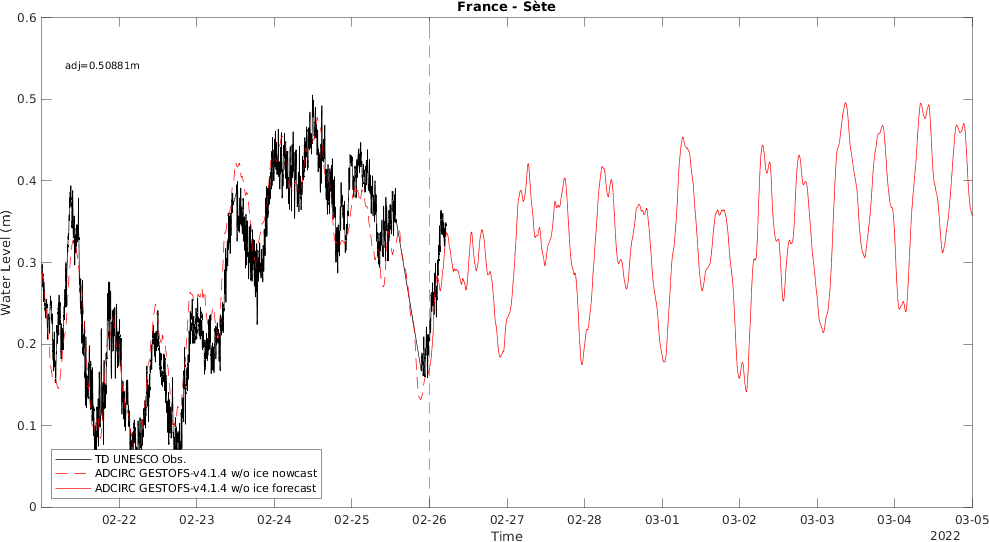 France - Sète
adj=0.50881m
Water Level (m)
0.6
0.5
0.4
0.3
0.2
0.1
0
TD UNESCO Obs.
ADCIRC GESTOFS-v4.1.4 w/o ice nowcast
ADCIRC GESTOFS-v4.1.4 w/o ice forecast
02-22 02-23 02-24 02-25 02-26 02-27 02-28 03-01 03-02 03-03 03-04 03-05
Time
2022